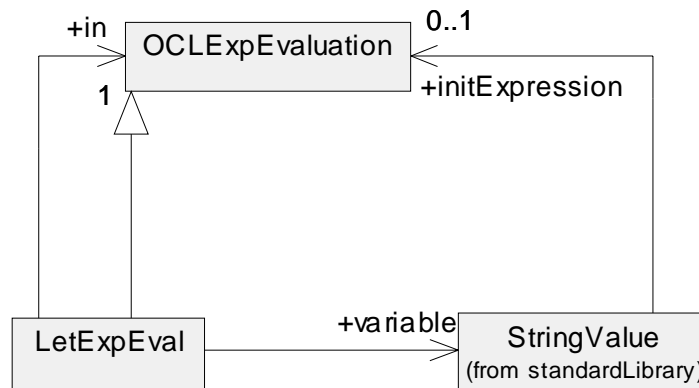 +in
OCLExpEvaluation
0..1
+initExpression
1
LetExpEval
+variable
StringValue
(from standardLibrary)